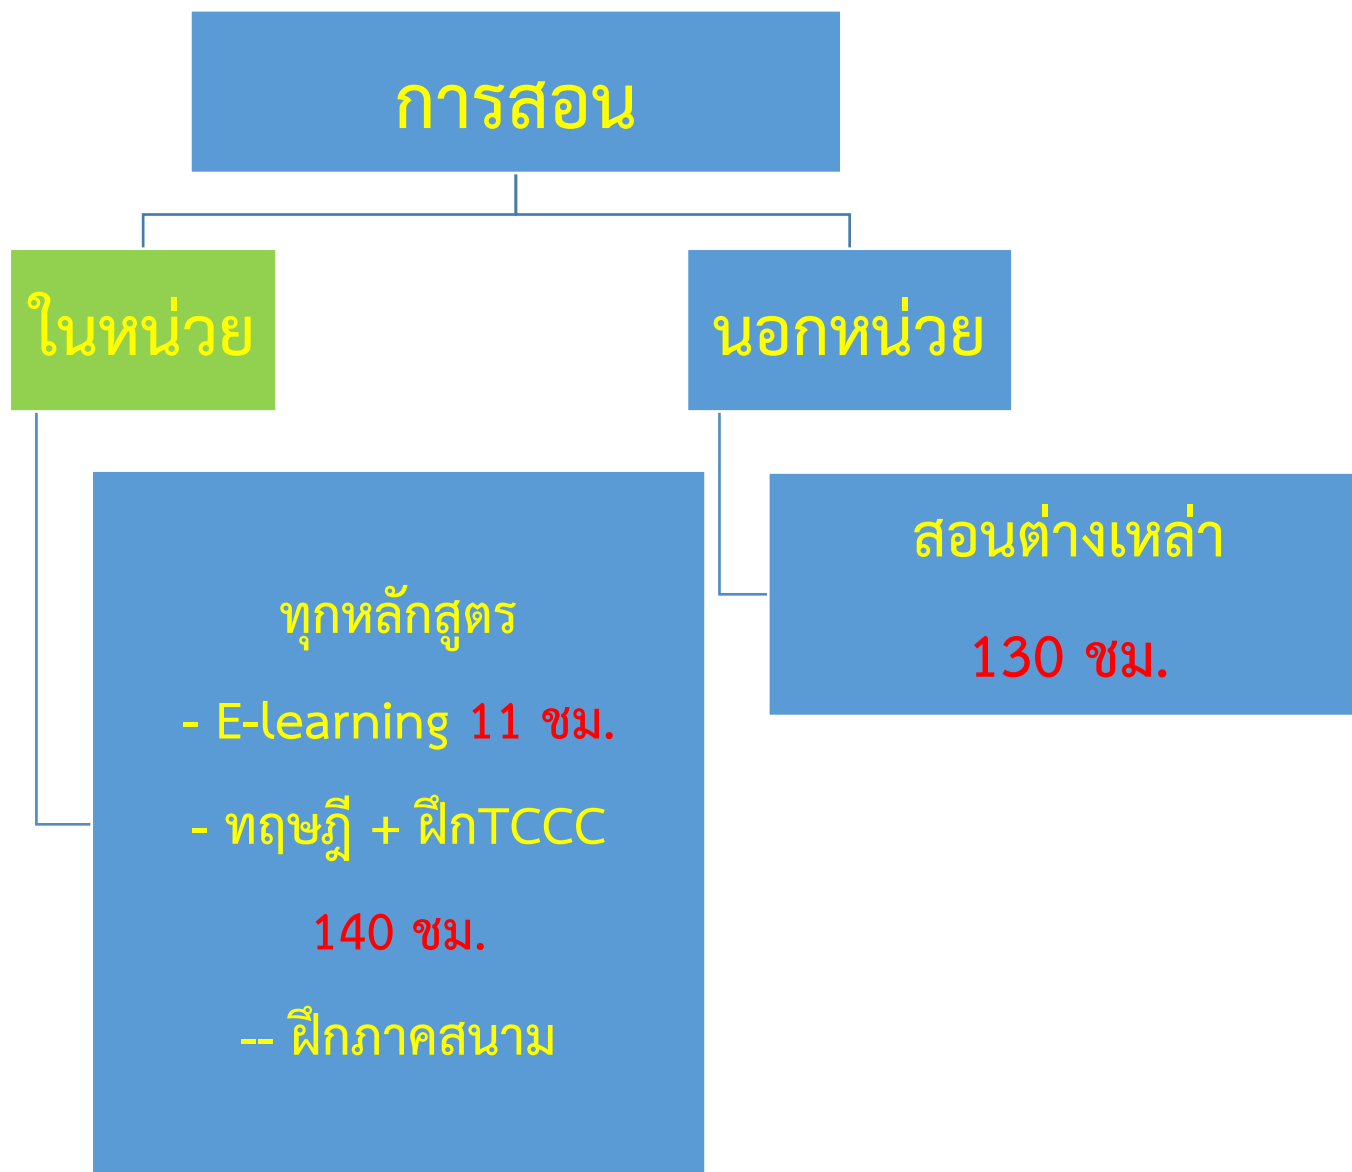 การสอน
ในหน่วย
นอกหน่วย
ทุกหลักสูตร
- E-learning 11 ชม.
- ทฤษฎี + ฝึกTCCC
140 ชม.
-- ฝึกภาคสนาม
สอนต่างเหล่า
130 ชม.